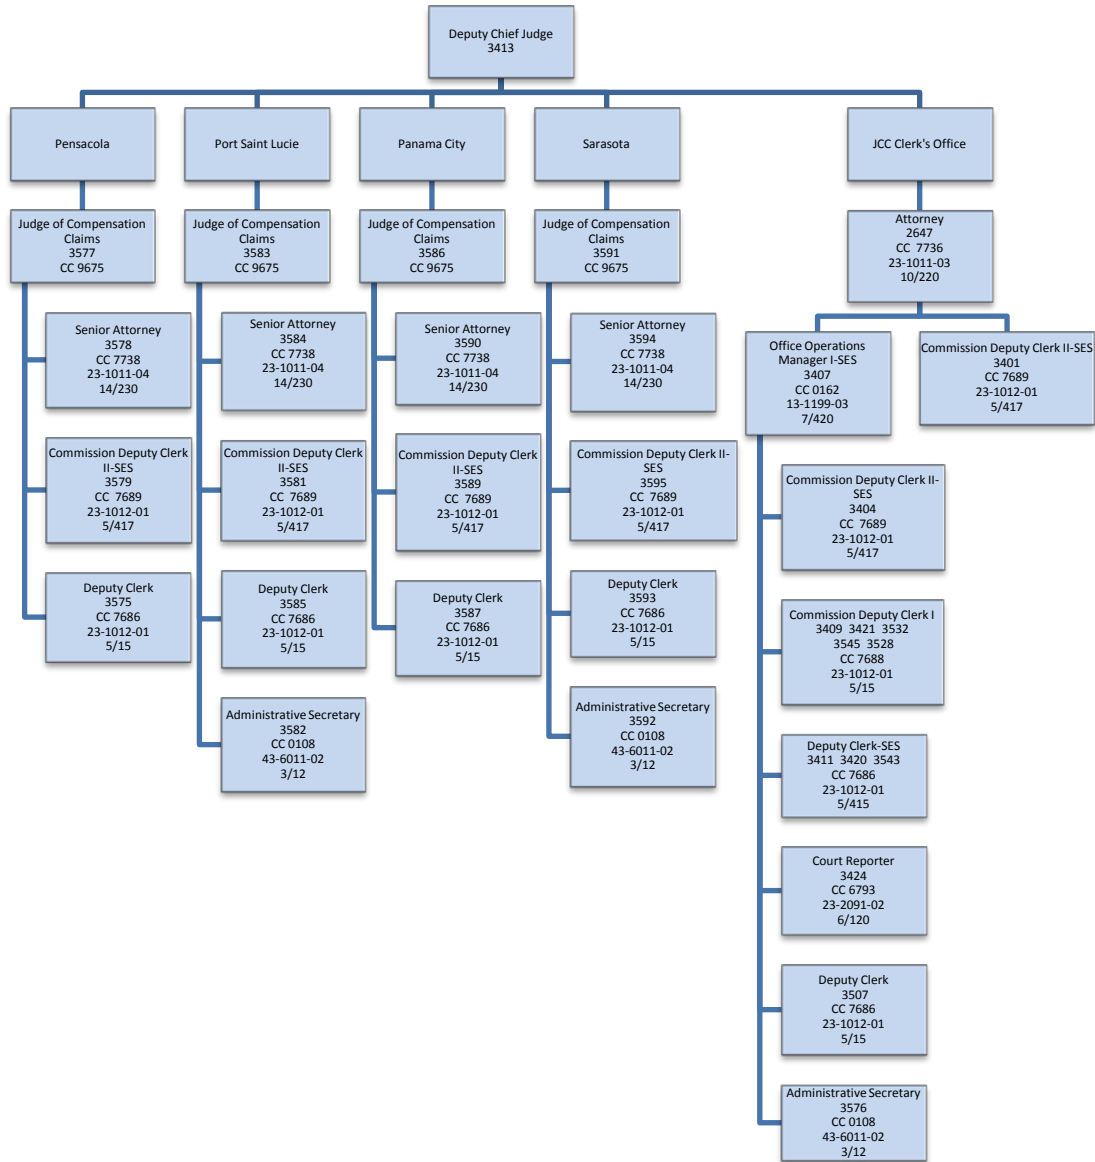 Deputy Chief Judge
3413
Pensacola
Port Saint Lucie
Panama City
Sarasota
JCC Clerk's Office
Judge of Compensation
Claims
3577
CC 9675
Judge of Compensation
Claims
3583
CC 9675
Judge of Compensation
Claims
3586
CC 9675
Judge of Compensation
Claims
3591
CC 9675
Attorney
2647
CC 7736
23-1011-03
10/220
Senior Attorney
3578
CC 7738
23-1011-04
14/230
Senior Attorney
3584
CC 7738
23-1011-04
14/230
Senior Attorney
3590
CC 7738
23-1011-04
14/230
Senior Attorney
3594
CC 7738
23-1011-04
14/230
Office Operations
Manager I-SES
3407
CC 0162
13-1199-03
7/420
Commission Deputy Clerk II-SES
3401
CC 7689
23-1012-01
5/417
Commission Deputy Clerk
II-SES
3579
CC 7689
23-1012-01
5/417
Commission Deputy Clerk
II-SES
3581
CC 7689
23-1012-01
5/417
Commission Deputy Clerk
II-SES
3589
CC 7689
23-1012-01
5/417
Commission Deputy Clerk II-
SES
3595
CC 7689
23-1012-01
5/417
Commission Deputy Clerk II-
SES
3404
CC 7689
23-1012-01
5/417
Deputy Clerk
3575
CC 7686
23-1012-01
5/15
Deputy Clerk
3585
CC 7686
23-1012-01
5/15
Deputy Clerk
3587
CC 7686
23-1012-01
5/15
Deputy Clerk
3593
CC 7686
23-1012-01
5/15
Commission Deputy Clerk I
3409 3421 3532
3545 3528
CC 7688
23-1012-01
5/15
Administrative Secretary
3582
CC 0108
43-6011-02
3/12
Administrative Secretary
3592
CC 0108
43-6011-02
3/12
Deputy Clerk-SES
3411 3420 3543
CC 7686
23-1012-01
5/415
Court Reporter
3424
CC 6793
23-2091-02
6/120
Deputy Clerk
3507
CC 7686
23-1012-01
5/15
Administrative Secretary
3576
CC 0108
43-6011-02
3/12